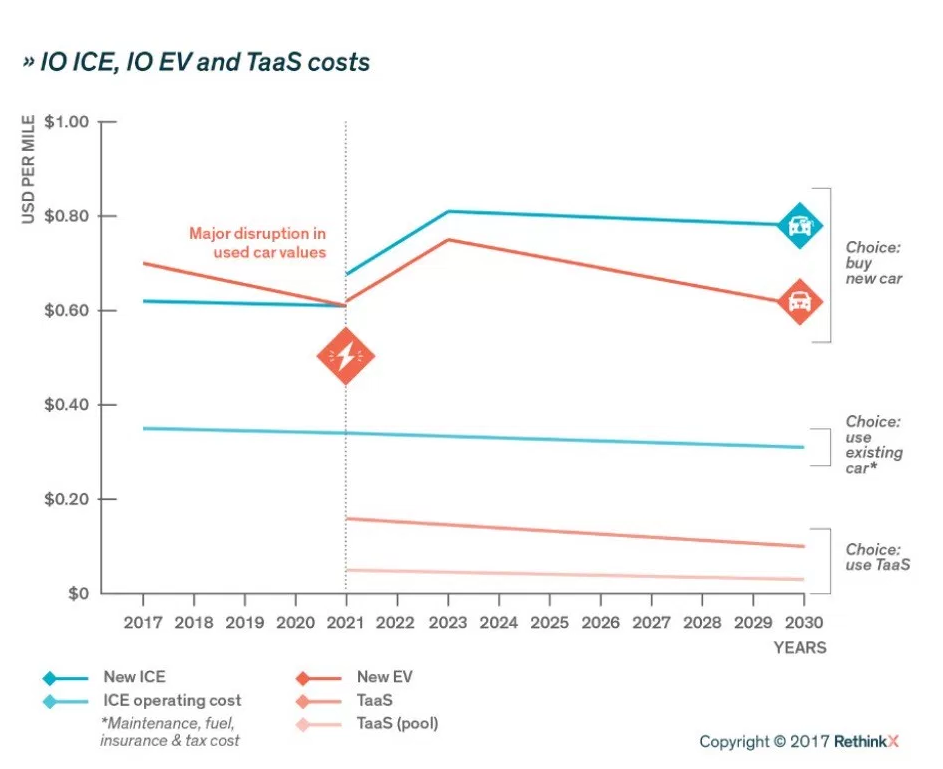 » IO ICE, IO EV and TaaS costs
USD PER MILE
$1.00
$0.80
$0.60
$0.40
$0.20
$0
Major disruption in
used car values
Choice:
buy
new car
Choice:
use
existing
car*
Choice:
use TaaS
2017 2018 2019 2020 2021 2022 2023 2024 2025 2026 2027 2028 2029 2030
YEARS
New ICE
ICE operating cost
*Maintenance, fuel,
insurance & tax cost
New EV
TaaS
TaaS (pool)
Copyright © 2017 RethinkX